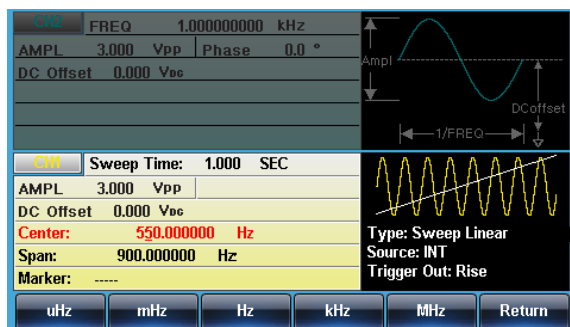 CH2 FREQ 1.000000000 kHz
AMPL 3.000 Vpp Phase 0.0 °
DC Offset 0.000 VDC
Ampl
DCoffset
1/FREQ
CH1 Sweep Time: 1.000 SEC
AMPL 3.000 Vpp
DC Offset 0.000 VDC
Center: 550.000000 Hz
Span: 900.000000 Hz
Marker: -----
Type: Sweep Linear
Source: INT
Trigger Out: Rise
uHz mHz Hz kHz MHz Return